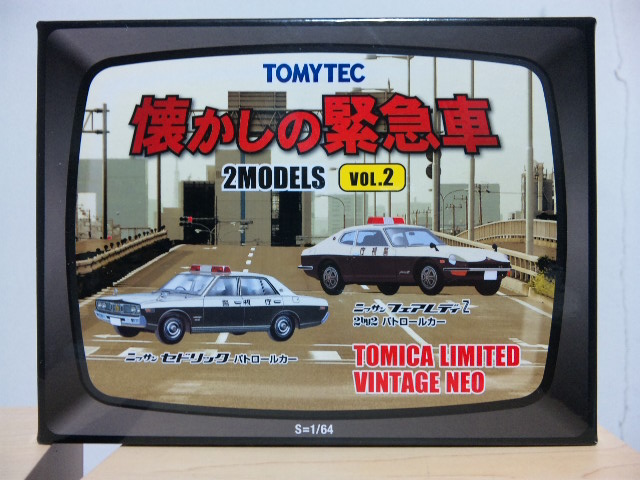 TOMYTEC
懐かしの緊急車
2MODELS VOL.2
ニッサン フェアレディZ
2by2 パトロールカー
ニッサン セドリック パトロールカー
TOMICA LIMITED
VINTAGE NEO
S=1/64